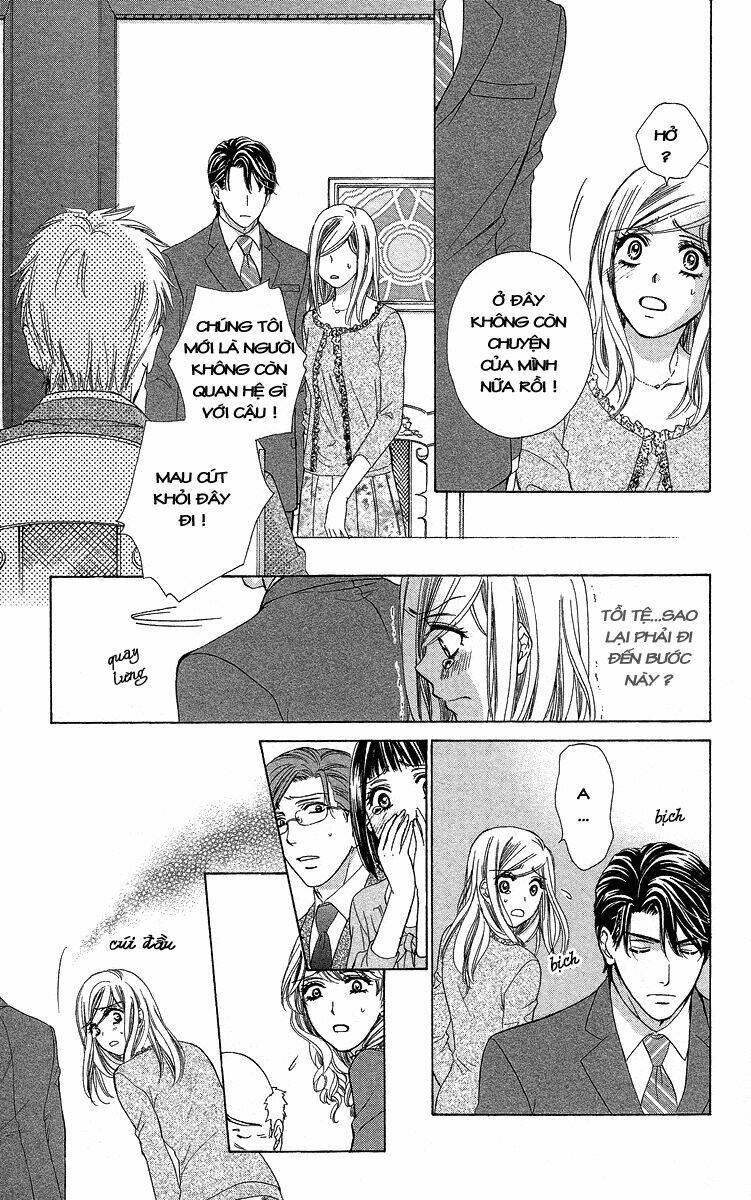 HỞ
?
Ở ĐÂY
KHÔNG CÒN
CHUYỆN
CỦA MÌNH
NỮA RỒI !
CHÚNG TÔI
MỚI LÀ NGƯỜI
KHÔNG CÒN
QUAN HỆ GÌ
VỚI CẬU !
MAU CÚT
KHỎI ĐÂY
ĐI !
TỒI TỆ...SAO
LẠI PHẢI ĐI
ĐẾN BƯỚC
NÀY ?
quay
lưng
A
...
bịch
bịch
cúi đầu